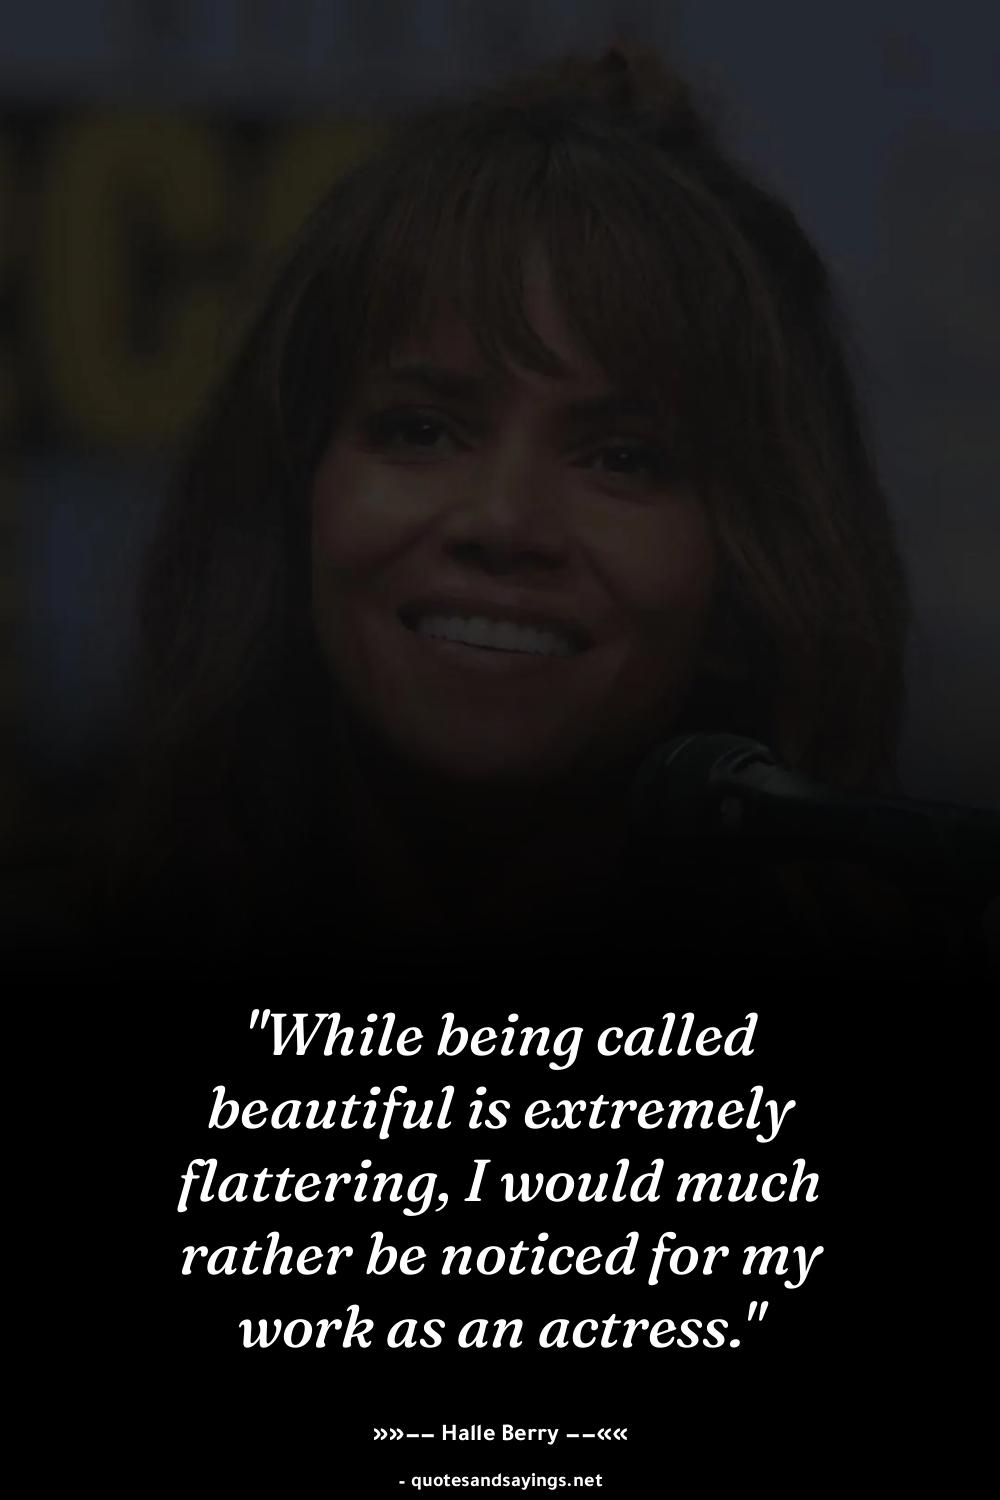 "While being called
beautiful is extremely
flattering, I would much
rather be noticed for my
work as an actress."
»»–– Halle Berry ––««
- quotesandsayings.net